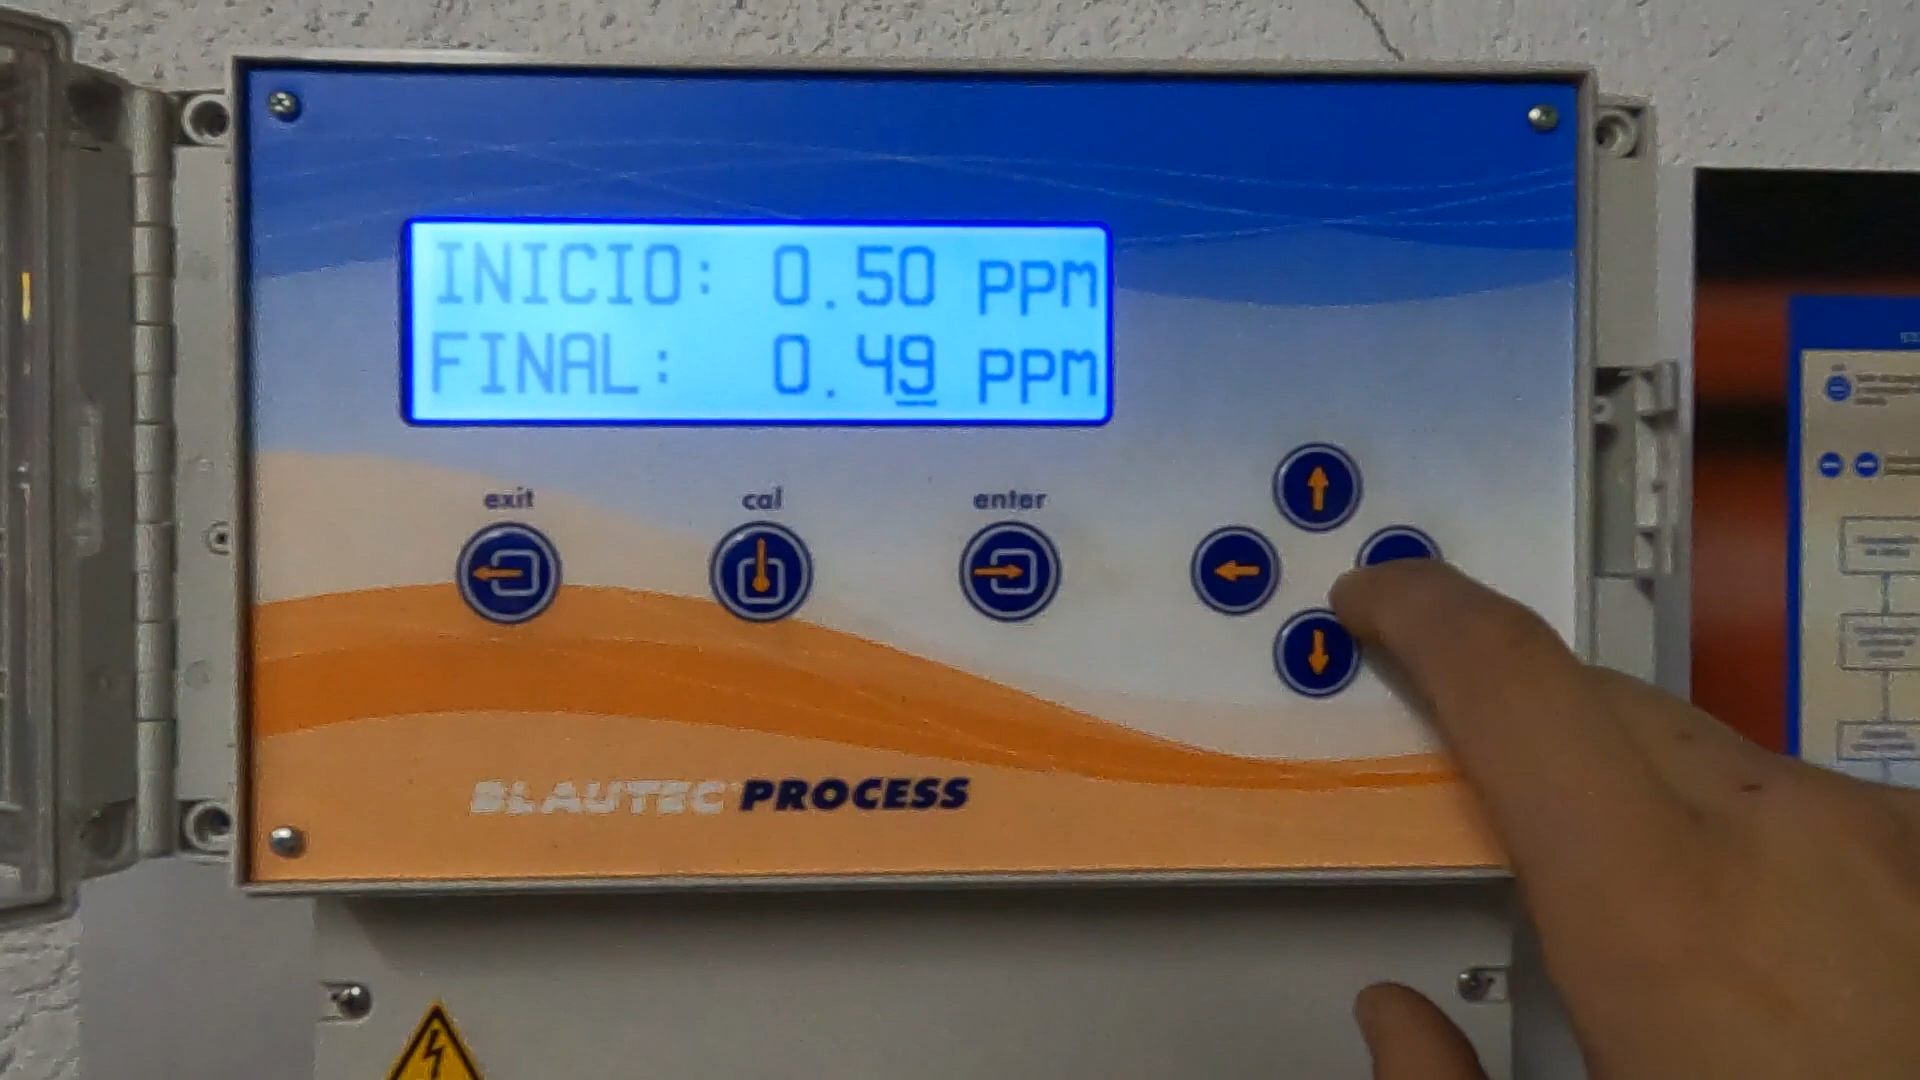 INICIO: 0.50 PPM
FINAL: 0.49 PPM
exit
cal
enter
BLAUTEC PROCESS